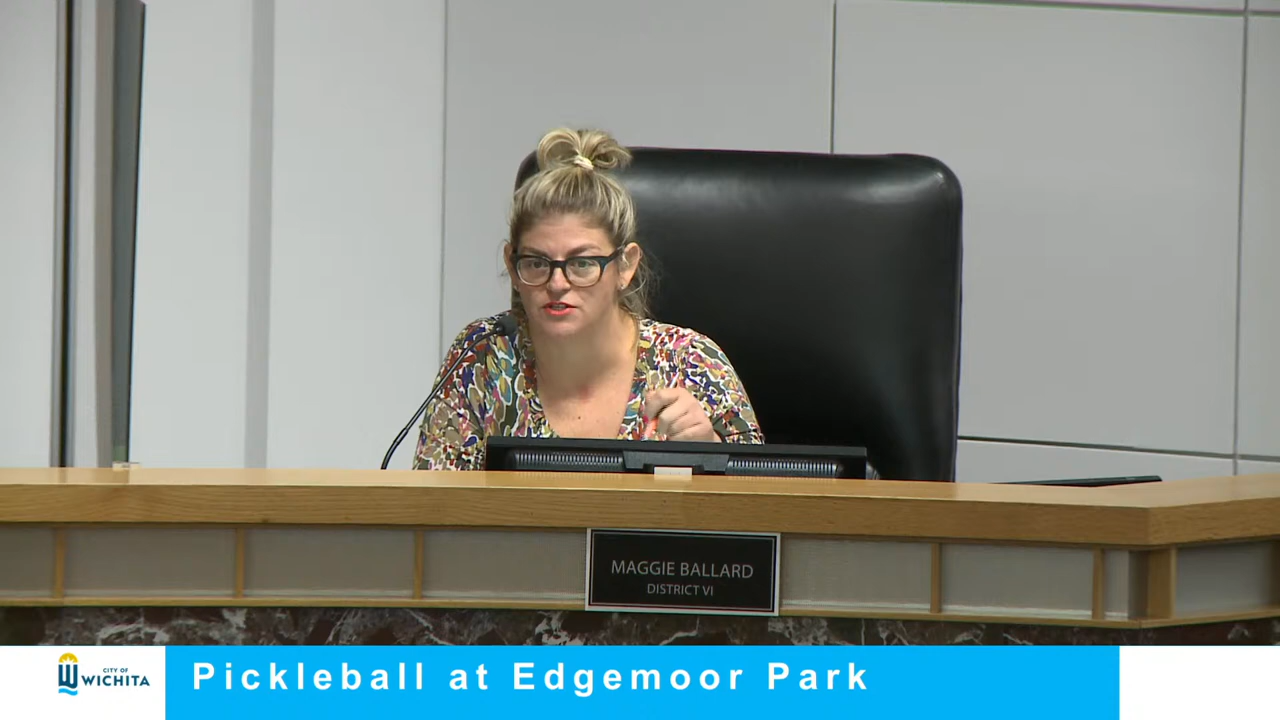 MAGGIE BALLARD
DISTRICT VI
CITY OF
WICHITA
Pickleball at Edgemoor Park